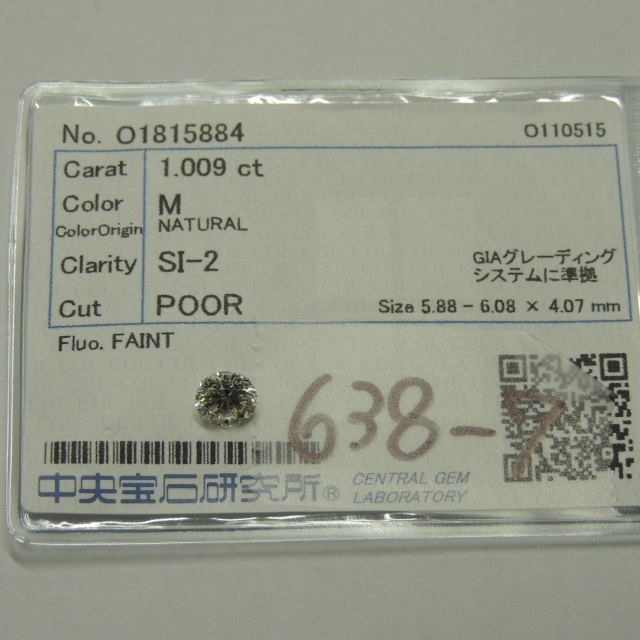 No. O1815884 O110515
Carat 1.009 ct
Color M
ColorOrigin NATURAL
Clarity SI-2 GIAグレーディング
システムに準拠
Cut POOR Size 5.88 - 6.08 × 4.07 mm
Fluo. FAINT
638-7
中央宝石研究所® CENTRAL GEM
LABORATORY